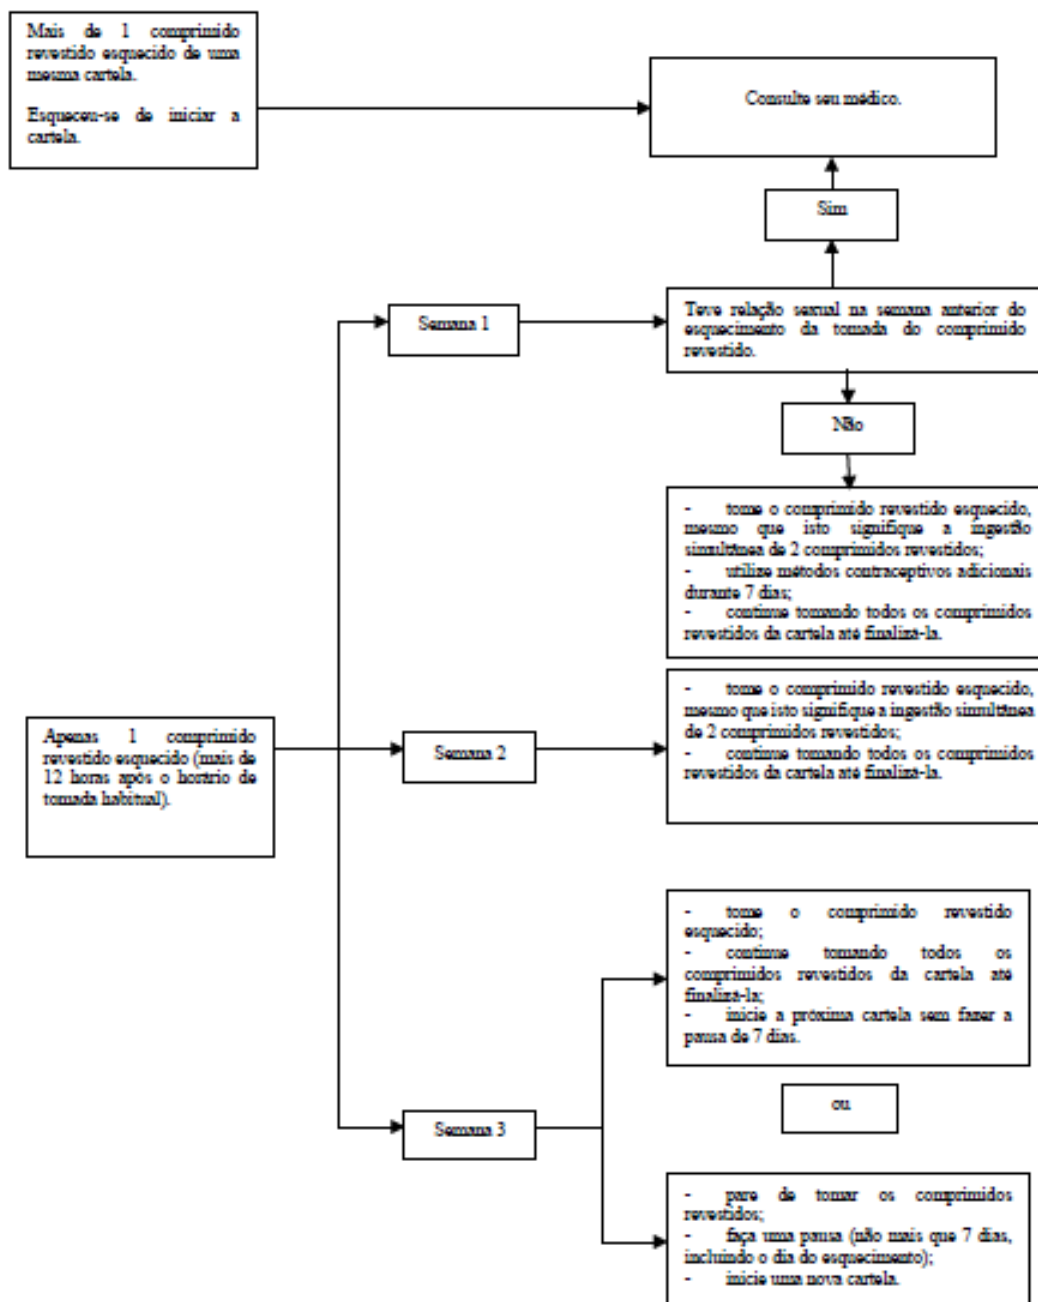 Mais de 1 comprimido
revestido esquecido de uma
mesma cartela.
Esqueceu-se de iniciar a
cartela.
Consulte seu médico.
Sim
Semana 1
Teve relação sexual na semana anterior do
esquecimento da tomada do comprimido
revestido.
Não
- tome o comprimido revestido esquecido,
mesmo que isto signifique a ingestão
simultânea de 2 comprimidos revestidos;
- utilize métodos contraceptivos adicionais
durante 7 dias;
- continue tomando todos os comprimidos
revestidos da cartela até finalizá-la.
Apenas 1 comprimido
revestido esquecido (mais de
12 horas após o horário de
tomada habitual).
Semana 2
- tome o comprimido revestido esquecido,
mesmo que isto signifique a ingestão simultânea
de 2 comprimidos revestidos;
- continue tomando todos os comprimidos
revestidos da cartela até finalizá-la.
Semana 3
- tome o comprimido revestido
esquecido;
- continue tomando todos os
comprimidos revestidos da cartela até
finalizá-la;
- inicie a próxima cartela sem fazer a
pausa de 7 dias.
ou
- pare de tomar os comprimidos
revestidos;
- faça uma pausa (não mais que 7 dias,
incluindo o dia do esquecimento);
- inicie uma nova cartela.